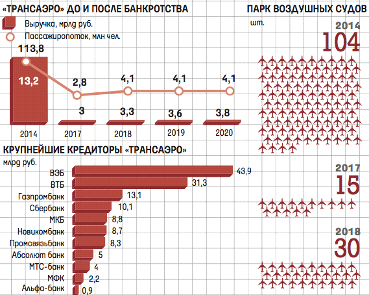 «ТРАНСАЭРО» ДО И ПОСЛЕ БАНКРОТСТВА
Выручка, млрд руб.
Пассажиропоток, млн чел.
113,8
13,2
2,8
3
4,1
3,3
4,1
3,6
4,1
3,8
2014 2017 2018 2019 2020
КРУПНЕЙШИЕ КРЕДИТОРЫ «ТРАНСАЭРО»
млрд руб.
ВЭБ 43,9
ВТБ 31,3
Газпромбанк 13,1
Сбербанк 10,1
МКБ 8,8
Новикомбанк 8,7
Промсвязьбанк 8,3
Абсолют банк 5
МТС-банк 4
МФК 2,2
Альфа-банк 0,9
ПАРК ВОЗДУШНЫХ СУДОВ
шт.
2014
104
2017
15
2018
30